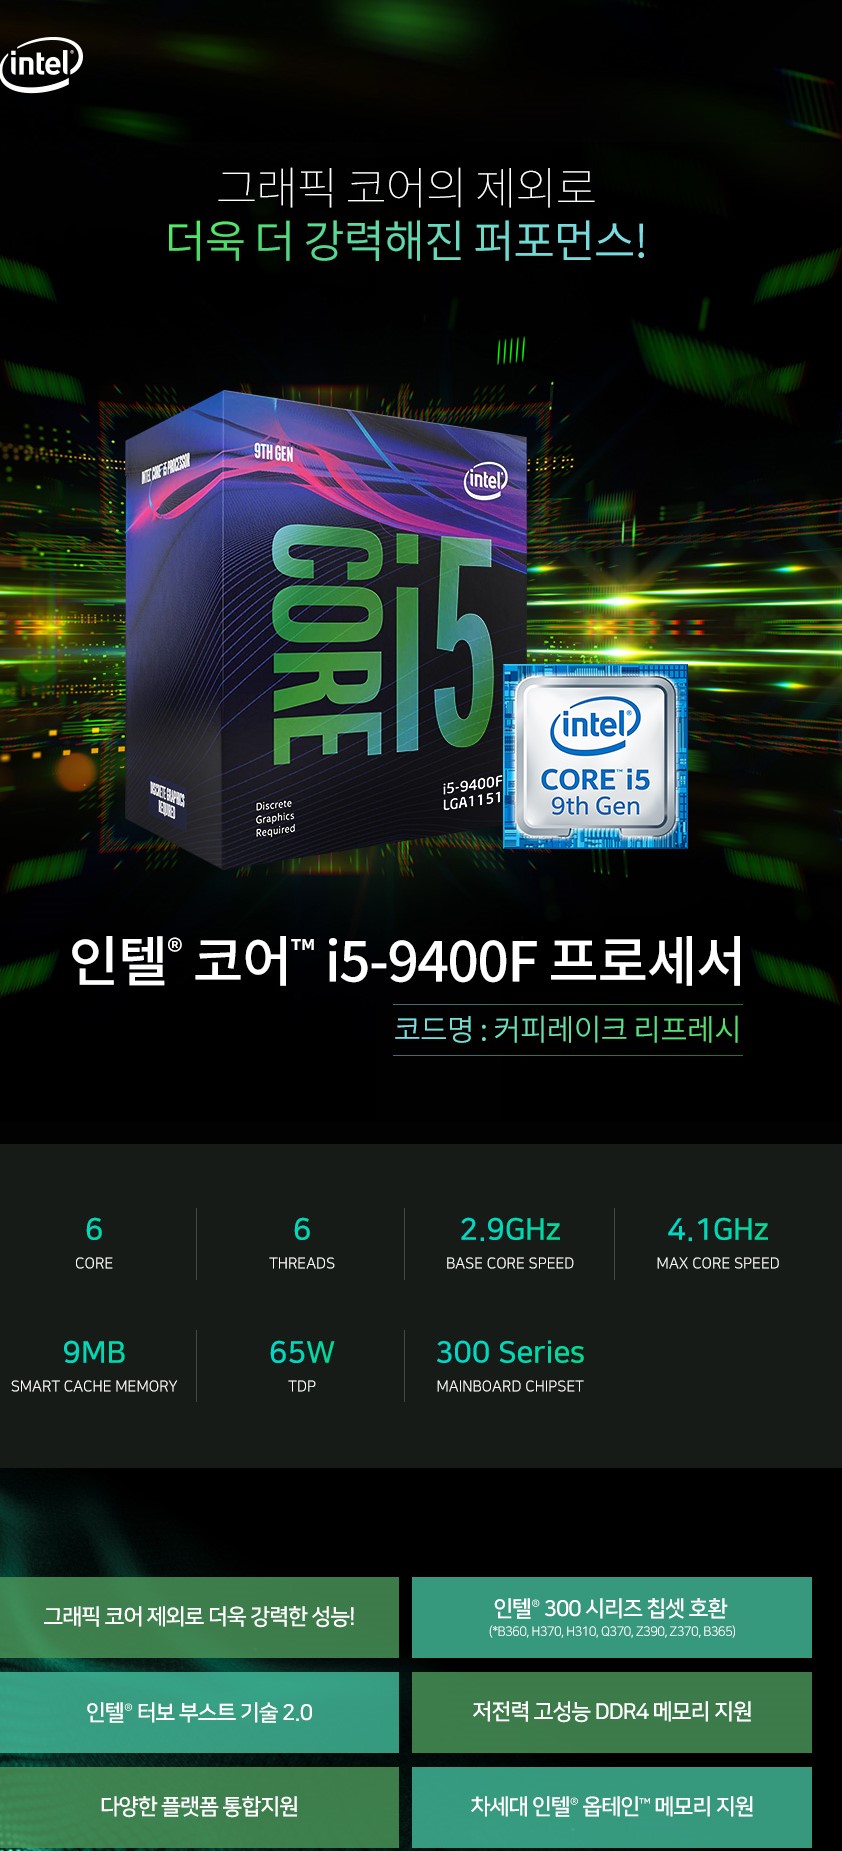 intel
그래픽 코어의 제외로
더욱 더 강력해진 퍼포먼스!
INTEL CORE i5 PROCESSOR
9TH GEN
intel
CORE i5
DISCRETE GRAPHICS
REQUIRED
Discrete
Graphics
Required
i5-9400F
LGA1151
intel
CORE™ i5
9th Gen
인텔® 코어™ i5-9400F 프로세서
코드명 : 커피레이크 리프레시
6 6 2.9GHz 4.1GHz
CORE THREADS BASE CORE SPEED MAX CORE SPEED
9MB 65W 300 Series
SMART CACHE MEMORY TDP MAINBOARD CHIPSET
그래픽 코어 제외로 더욱 강력한 성능!
인텔® 300 시리즈 칩셋 호환
(*B360, H370, H310, Q370, Z390, Z370, B365)
인텔® 터보 부스트 기술 2.0
저전력 고성능 DDR4 메모리 지원
다양한 플랫폼 통합지원
차세대 인텔® 옵테인™ 메모리 지원